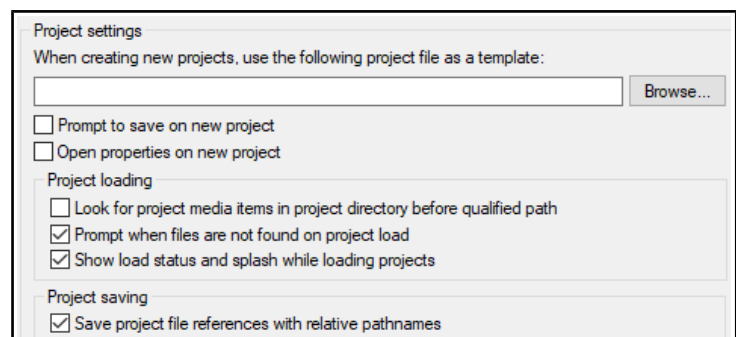 Project settings
When creating new projects, use the following project file as a template:
Browse...
Prompt to save on new project
Open properties on new project
Project loading
Look for project media items in project directory before qualified path
Prompt when files are not found on project load
Show load status and splash while loading projects
Project saving
Save project file references with relative pathnames